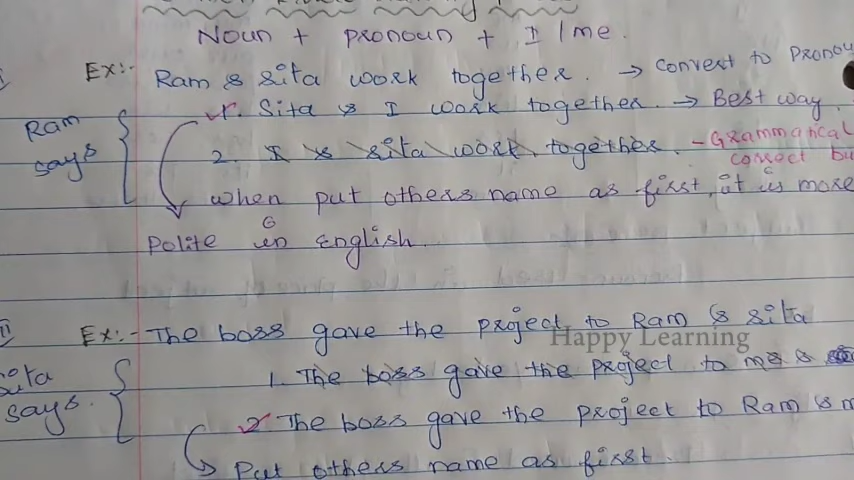 Noun + Pronoun + I / me.
Ex:- Ram & Sita work together. → Convert to Pronou
Ram says
1. Sita & I work together. → Best way.
2. I & Sita work together. - Grammatical correct bu
when put others name as first, it is more
Polite in English.
II Ex:- The boss gave the project to Ram & Sita
Happy Learning
says.
1. The boss gave the project to me &
2. The boss gave the project to Ram & m
Put others name as first.